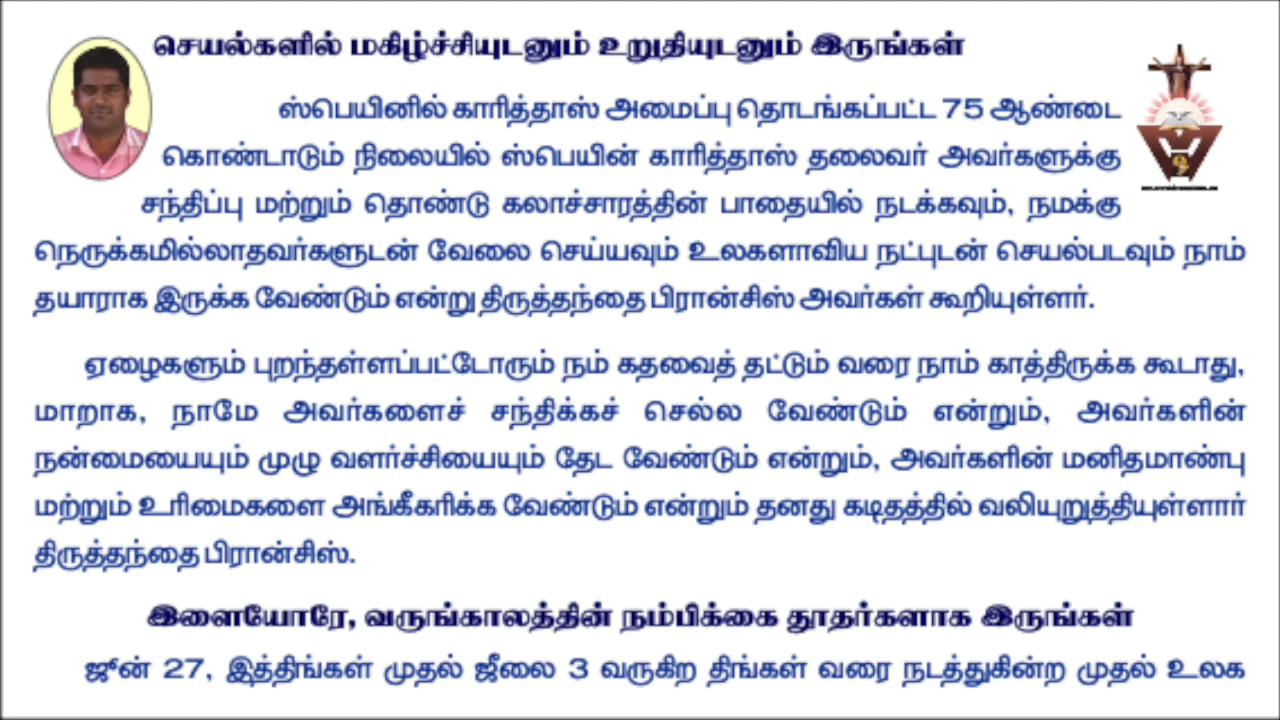 செயல்களில் மகிழ்ச்சியுடனும் உறுதியுடனும் இருங்கள்
ஸ்பெயினில் காரித்தாஸ் அமைப்பு தொடங்கப்பட்ட 75 ஆண்டை
கொண்டாடும் நிலையில் ஸ்பெயின் காரித்தாஸ் தலைவர் அவர்களுக்கு
சந்திப்பு மற்றும் தொண்டு கலாச்சாரத்தின் பாதையில் நடக்கவும், நமக்கு
நெருக்கமில்லாதவர்களுடன் வேலை செய்யவும் உலகளாவிய நட்புடன் செயல்படவும் நாம்
தயாராக இருக்க வேண்டும் என்று திருத்தந்தை பிரான்சிஸ் அவர்கள் கூறியுள்ளர்.
ஏழைகளும் புறந்தள்ளப்பட்டோரும் நம் கதவைத் தட்டும் வரை நாம் காத்திருக்க கூடாது,
மாறாக, நாமே அவர்களைச் சந்திக்கச் செல்ல வேண்டும் என்றும், அவர்களின்
நன்மையையும் முழு வளர்ச்சியையும் தேட வேண்டும் என்றும், அவர்களின் மனிதமாண்பு
மற்றும் உரிமைகளை அங்கீகரிக்க வேண்டும் என்றும் தனது கடிதத்தில் வலியுறுத்தியுள்ளார்
திருத்தந்தை பிரான்சிஸ்.
இளையோரே, வருங்காலத்தின் நம்பிக்கை தூதர்களாக இருங்கள்
ஜூன் 27, இத்திங்கள் முதல் ஜீலை 3 வருகிற திங்கள் வரை நடத்துகின்ற முதல் உலக